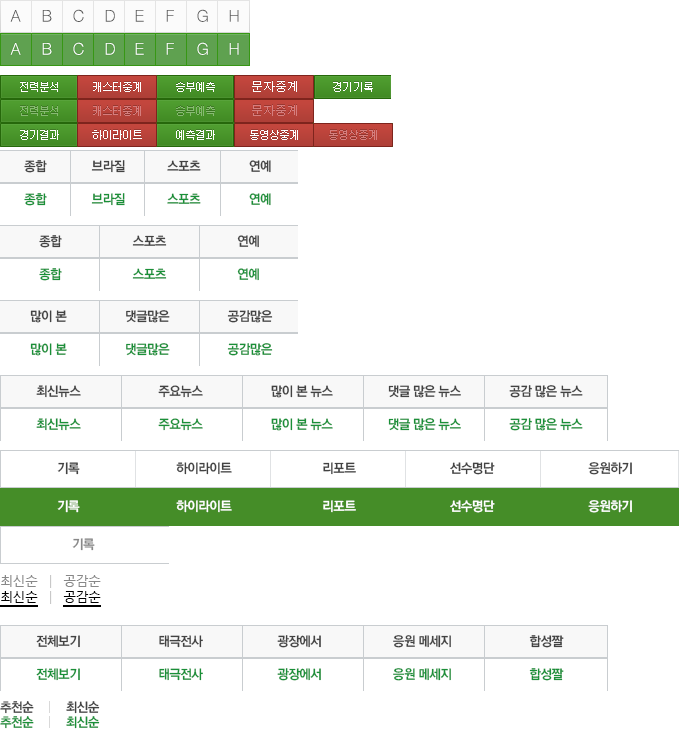 A B C D E F G H
A B C D E F G H
전력분석 캐스터중계 승부예측 문자중계 경기기록
전력분석 캐스터중계 승부예측 문자중계
경기결과 하이라이트 예측결과 동영상중계 동영상중계
종합 브라질 스포츠 연예
종합 브라질 스포츠 연예
종합 스포츠 연예
종합 스포츠 연예
많이 본 댓글많은 공감많은
많이 본 댓글많은 공감많은
최신뉴스 주요뉴스 많이 본 뉴스 댓글 많은 뉴스 공감 많은 뉴스
최신뉴스 주요뉴스 많이 본 뉴스 댓글 많은 뉴스 공감 많은 뉴스
기록 하이라이트 리포트 선수명단 응원하기
기록 하이라이트 리포트 선수명단 응원하기
기록
최신순 | 공감순
최신순 | 공감순
전체보기 태극전사 광장에서 응원 메세지 합성짤
전체보기 태극전사 광장에서 응원 메세지 합성짤
추천순 | 최신순
추천순 | 최신순